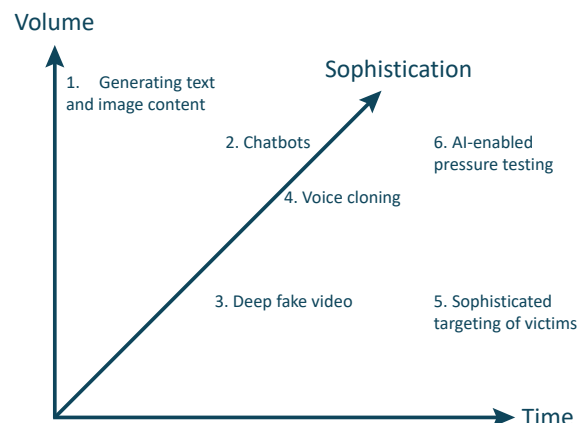 Volume
Sophistication
1. Generating text
and image content
2. Chatbots
6. AI-enabled
pressure testing
4. Voice cloning
3. Deep fake video
5. Sophisticated
targeting of victims
Time